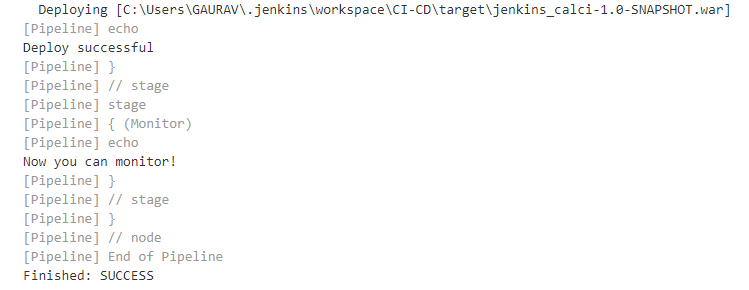 Deploying [C:\Users\GAURAV\.jenkins\workspace\CI-CD\target\jenkins_calci-1.0-SNAPSHOT.war]
[Pipeline] echo
Deploy successful
[Pipeline] }
[Pipeline] // stage
[Pipeline] stage
[Pipeline] { (Monitor)
[Pipeline] echo
Now you can monitor!
[Pipeline] }
[Pipeline] // stage
[Pipeline] }
[Pipeline] // node
[Pipeline] End of Pipeline
Finished: SUCCESS